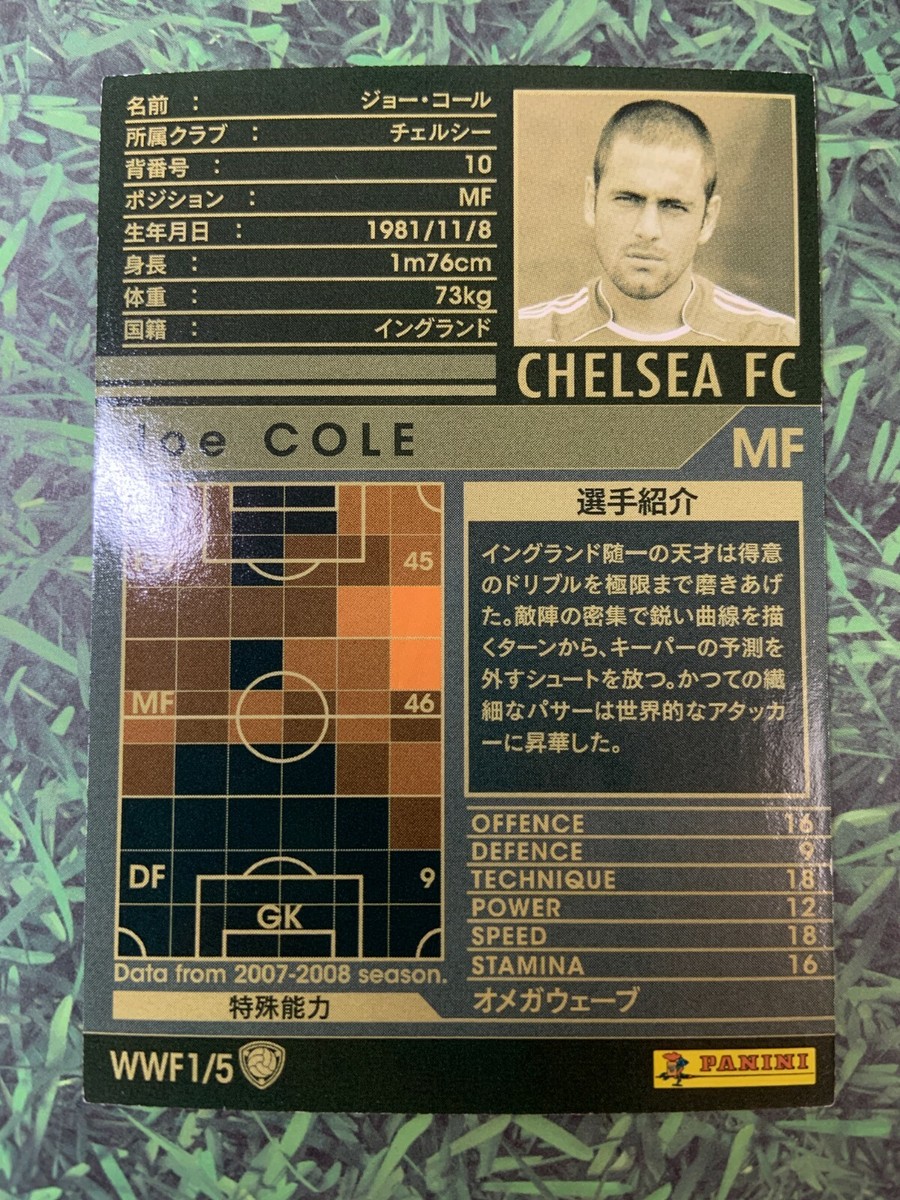 名前 : ジョー・コール
所属クラブ : チェルシー
背番号 : 10
ポジション : MF
生年月日 : 1981/11/8
身長 : 1m76cm
体重 : 73kg
国籍 : イングランド
CHELSEA FC
Joe COLE
MF
45
MF 46
DF 9
GK
Data from 2007-2008 season.
特殊能力
選手紹介
イングランド随一の天才は得意
のドリブルを極限まで磨きあげ
た。敵陣の密集で鋭い曲線を描
くターンから、キーパーの予測を
外すシュートを放つ。かつての繊
細なパサーは世界的なアタッカ
ーに昇華した。
OFFENCE 16
DEFENCE 9
TECHNIQUE 18
POWER 12
SPEED 18
STAMINA 16
オメガウェーブ
WWF1/5
PANINI